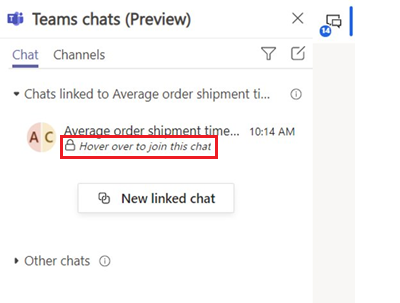 Teams chats (Preview)
14
Chat Channels
Chats linked to Average order shipment ti...
A C
Average order shipment time... 10:14 AM
Hover over to join this chat
New linked chat
Other chats